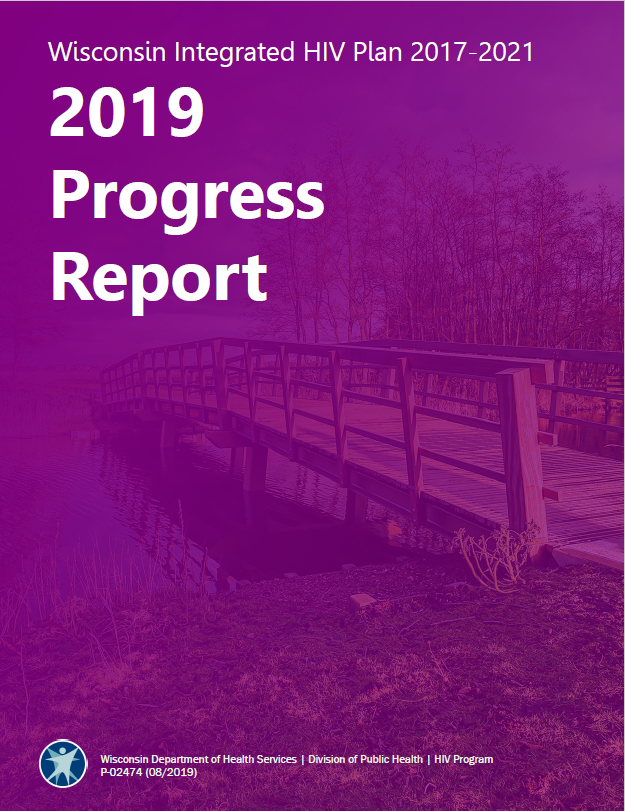 Wisconsin Integrated HIV Plan 2017-2021
2019
Progress
Report
Wisconsin Department of Health Services | Division of Public Health | HIV Program
P-02474 (08/2019)